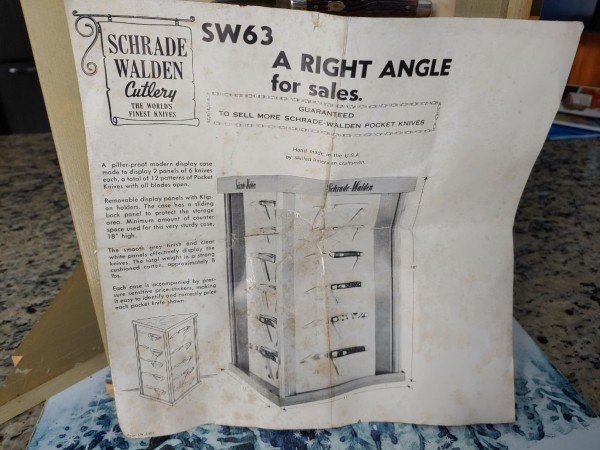 SCHRADE
WALDEN
Cutlery
THE WORLD'S
FINEST KNIVES
SW63
A RIGHT ANGLE
for sales.
GUARANTEED
TO SELL MORE SCHRADE-WALDEN POCKET KNIVES
Hand made in the U.S.A.
by skilled American craftsmen.
A pilfer-proof modern display case
made to display 2 panels of 6 knives
each, a total of 12 patterns of Pocket
Knives with all blades open.
Removable display panels with Klip-
on holders. The case has a sliding
back panel to protect the storage
area. Minimum amount of counter
space used for this very sturdy case,
18" high.
The smooth grey finish and clear
white panels effectively display the
knives. The total weight in a strong
cushioned carton, approximately 8
lbs.
Each case is accompanied by pres-
sure sensitive price stickers, making
it easy to identify and correctly price
each pocket knife shown.
Schrade-Walden
Schrade-Walden